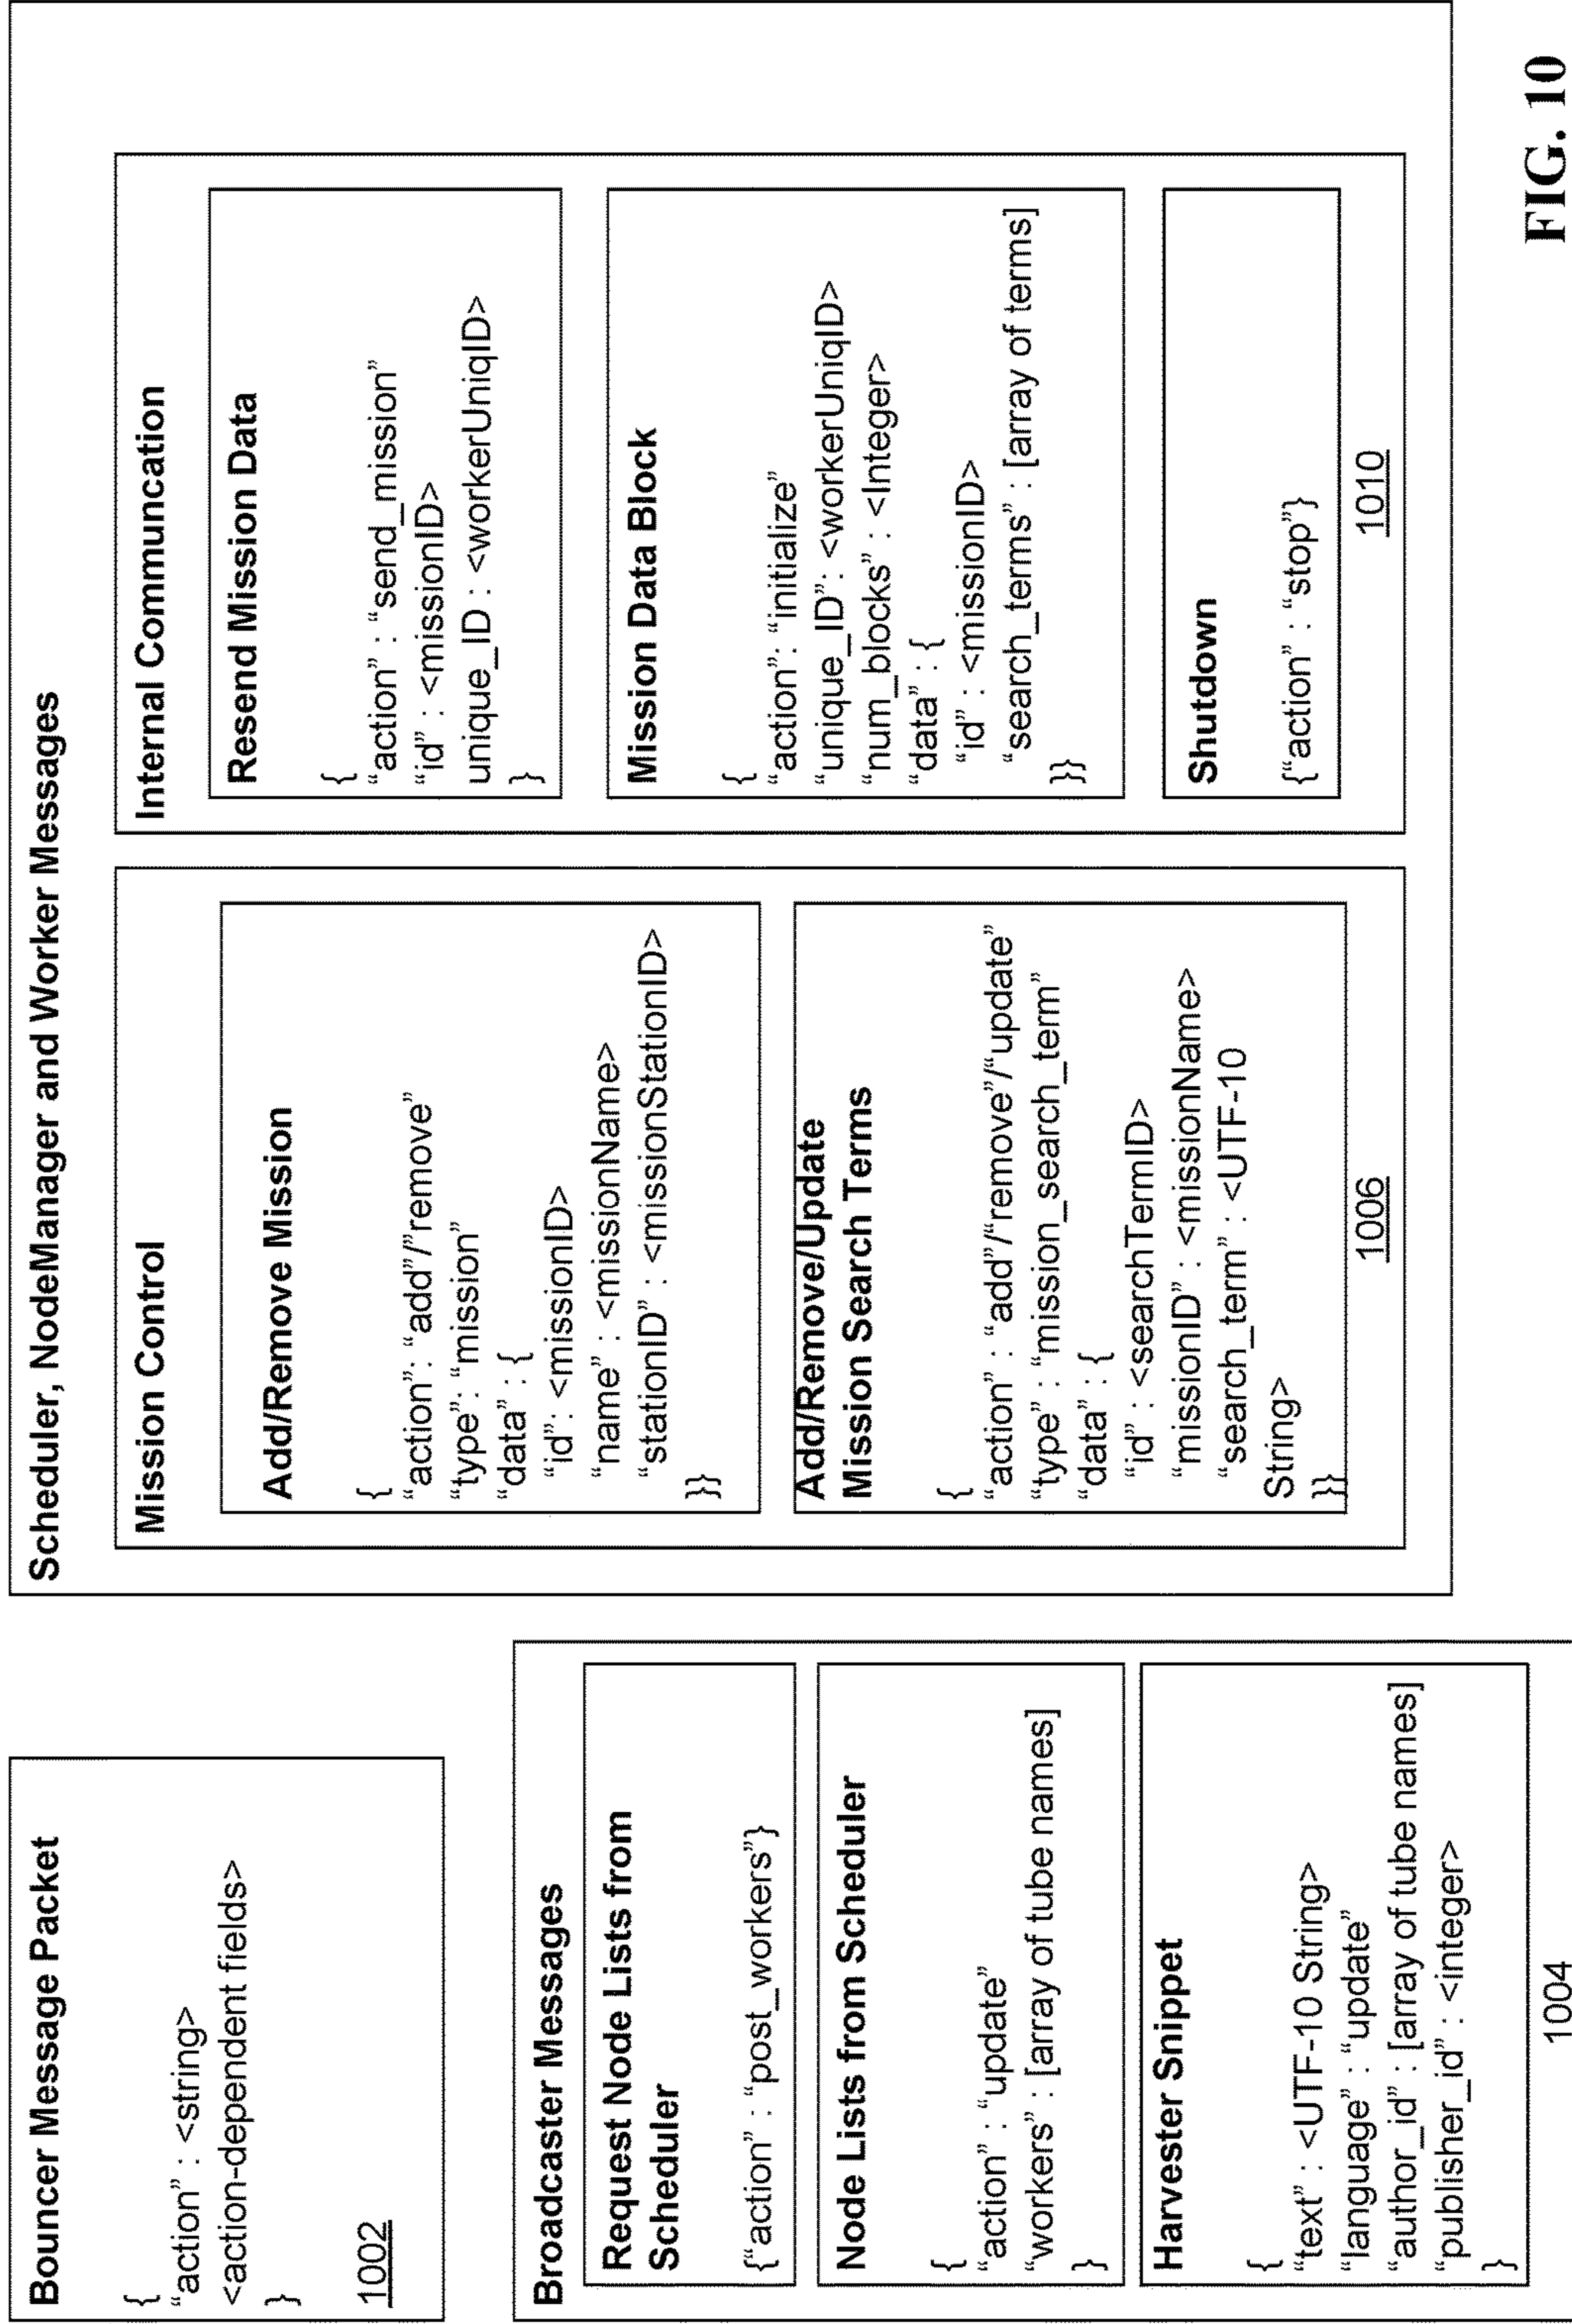 Bouncer Message Packet
{
“action” : <string>
<action-dependent fields>
}
1002
Broadcaster Messages
Request Node Lists from
Scheduler
{“action” : “post_workers”}
Node Lists from Scheduler
{
“action” : “update”
“workers” : [array of tube names]
}
Harvester Snippet
{
“text” : <UTF-10 String>
“language” : “update”
“author_id” : [array of tube names]
“publisher_id” : <integer>
}
1004
Scheduler, NodeManager and Worker Messages
Mission Control
Add/Remove Mission
{
“action”: “add”/”remove”
“type”: “mission”
“data” : {
“id”: <missionID>
“name” : <missionName>
“stationID” : <missionStationID>
}}
Add/Remove/Update
Mission Search Terms
{
“action” : “add”/“remove”/“update”
“type” : “mission_search_term”
“data” : {
“id” : <searchTermID>
“missionID” : <missionName>
“search_term” : <UTF-10
String>
}}
1006
Internal Communcation
Resend Mission Data
{
“action” : “send_mission”
“id” : <missionID>
unique_ID : <workerUniqID>
}
Mission Data Block
{
“action”: “initialize”
“unique_ID”: <workerUniqID>
“num_blocks” : <Integer>
“data” : {
“id” : <missionID>
“search_terms” : [array of terms]
}}
Shutdown
{“action” : “stop”}
1010
FIG. 10